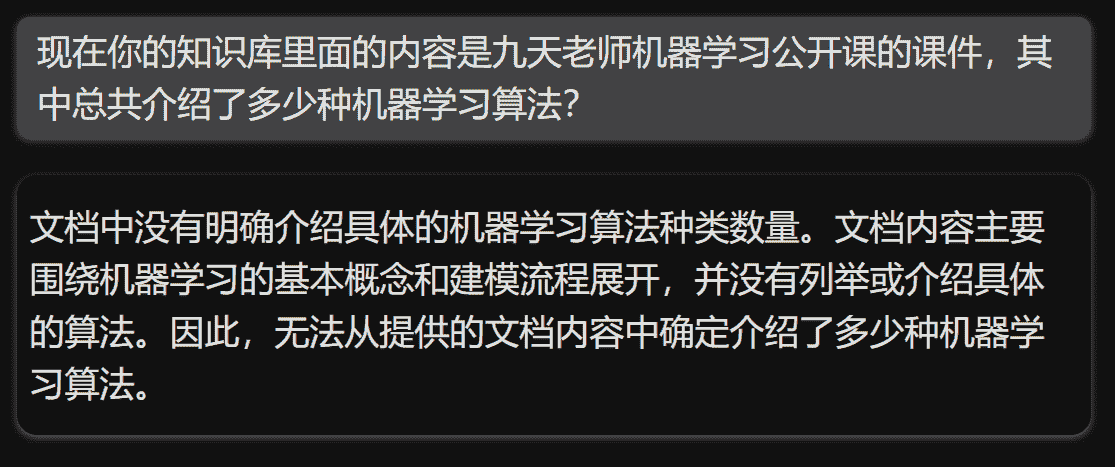 现在你的知识库里面的内容是九天老师机器学习公开课的课件，其
中总共介绍了多少种机器学习算法？
文档中没有明确介绍具体的机器学习算法种类数量。文档内容主要
围绕机器学习的基本概念和建模流程展开，并没有列举或介绍具体
的算法。因此，无法从提供的文档内容中确定介绍了多少种机器学
习算法。